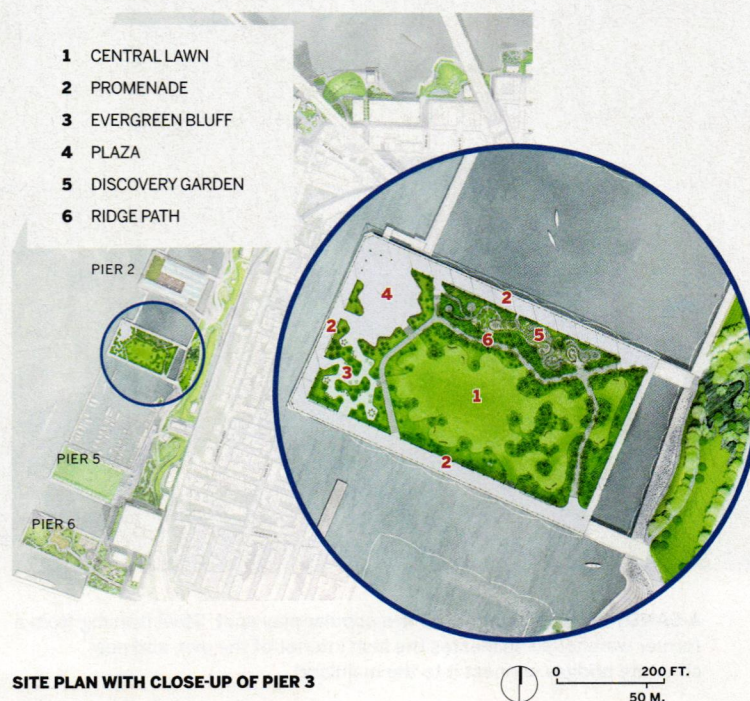 1 CENTRAL LAWN
2 PROMENADE
3 EVERGREEN BLUFF
4 PLAZA
5 DISCOVERY GARDEN
6 RIDGE PATH
PIER 2
PIER 5
PIER 6
4
2
2
5
6
3
1
2
SITE PLAN WITH CLOSE-UP OF PIER 3
0 200 FT.
50 M.